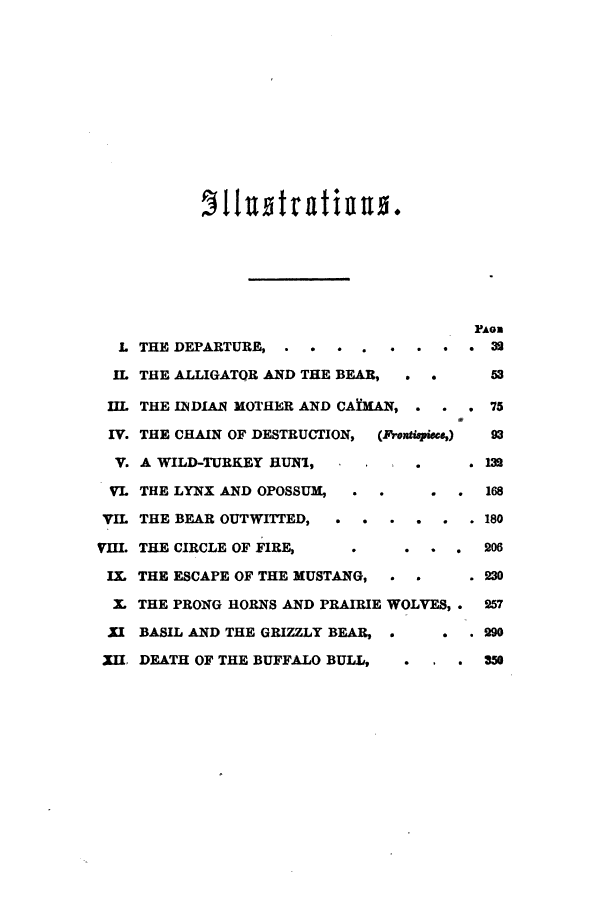 Illustrations.
PAGE
I. THE DEPARTURE, . . . . . . . . 32
II. THE ALLIGATOR AND THE BEAR, . . 53
III. THE INDIAN MOTHER AND CAŸMAN, . . . 75
IV. THE CHAIN OF DESTRUCTION, (Frontispiece,) 93
V. A WILD-TURKEY HUNT, . . . . . 132
VI. THE LYNX AND OPOSSUM, . . . . 168
VII. THE BEAR OUTWITTED, . . . . . . 180
VIII. THE CIRCLE OF FIRE, . . . . 206
IX. THE ESCAPE OF THE MUSTANG, . . . 230
X. THE PRONG HORNS AND PRAIRIE WOLVES, . 257
XI BASIL AND THE GRIZZLY BEAR, . . . 290
XII. DEATH OF THE BUFFALO BULL, . . . 350